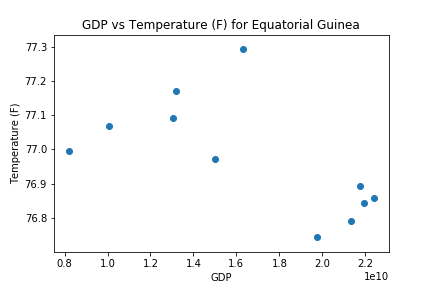 GDP vs Temperature (F) for Equatorial Guinea
77.3
77.2
77.1
77.0
76.9
76.8
Temperature (F)
0.8 1.0 1.2 1.4 1.6 1.8 2.0 2.2
1e10
GDP